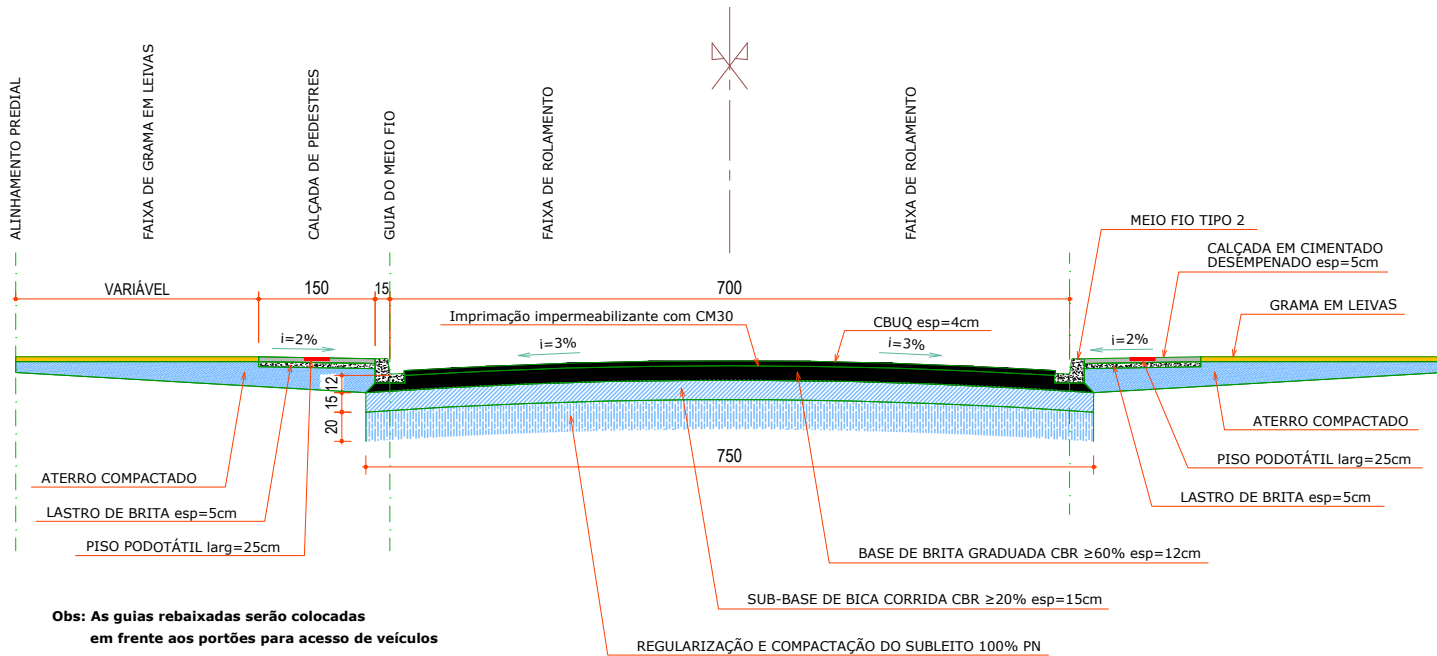 ALINHAMENTO PREDIAL
FAIXA DE GRAMA EM LEIVAS
CALÇADA DE PEDESTRES
GUIA DO MEIO FIO
FAIXA DE ROLAMENTO
FAIXA DE ROLAMENTO
MEIO FIO TIPO 2
CALÇADA EM CIMENTADO
DESEMPENADO esp=5cm
VARIÁVEL
150
15
700
GRAMA EM LEIVAS
Imprimação impermeabilizante com CM30
CBUQ esp=4cm
i=2%
i=3%
i=3%
i=2%
12
15
20
ATERRO COMPACTADO
750
PISO PODOTÁTIL larg=25cm
ATERRO COMPACTADO
LASTRO DE BRITA esp=5cm
LASTRO DE BRITA esp=5cm
PISO PODOTÁTIL larg=25cm
BASE DE BRITA GRADUADA CBR ≥60% esp=12cm
SUB-BASE DE BICA CORRIDA CBR ≥20% esp=15cm
Obs: As guias rebaixadas serão colocadas
em frente aos portões para acesso de veículos
REGULARIZAÇÃO E COMPACTAÇÃO DO SUBLEITO 100% PN